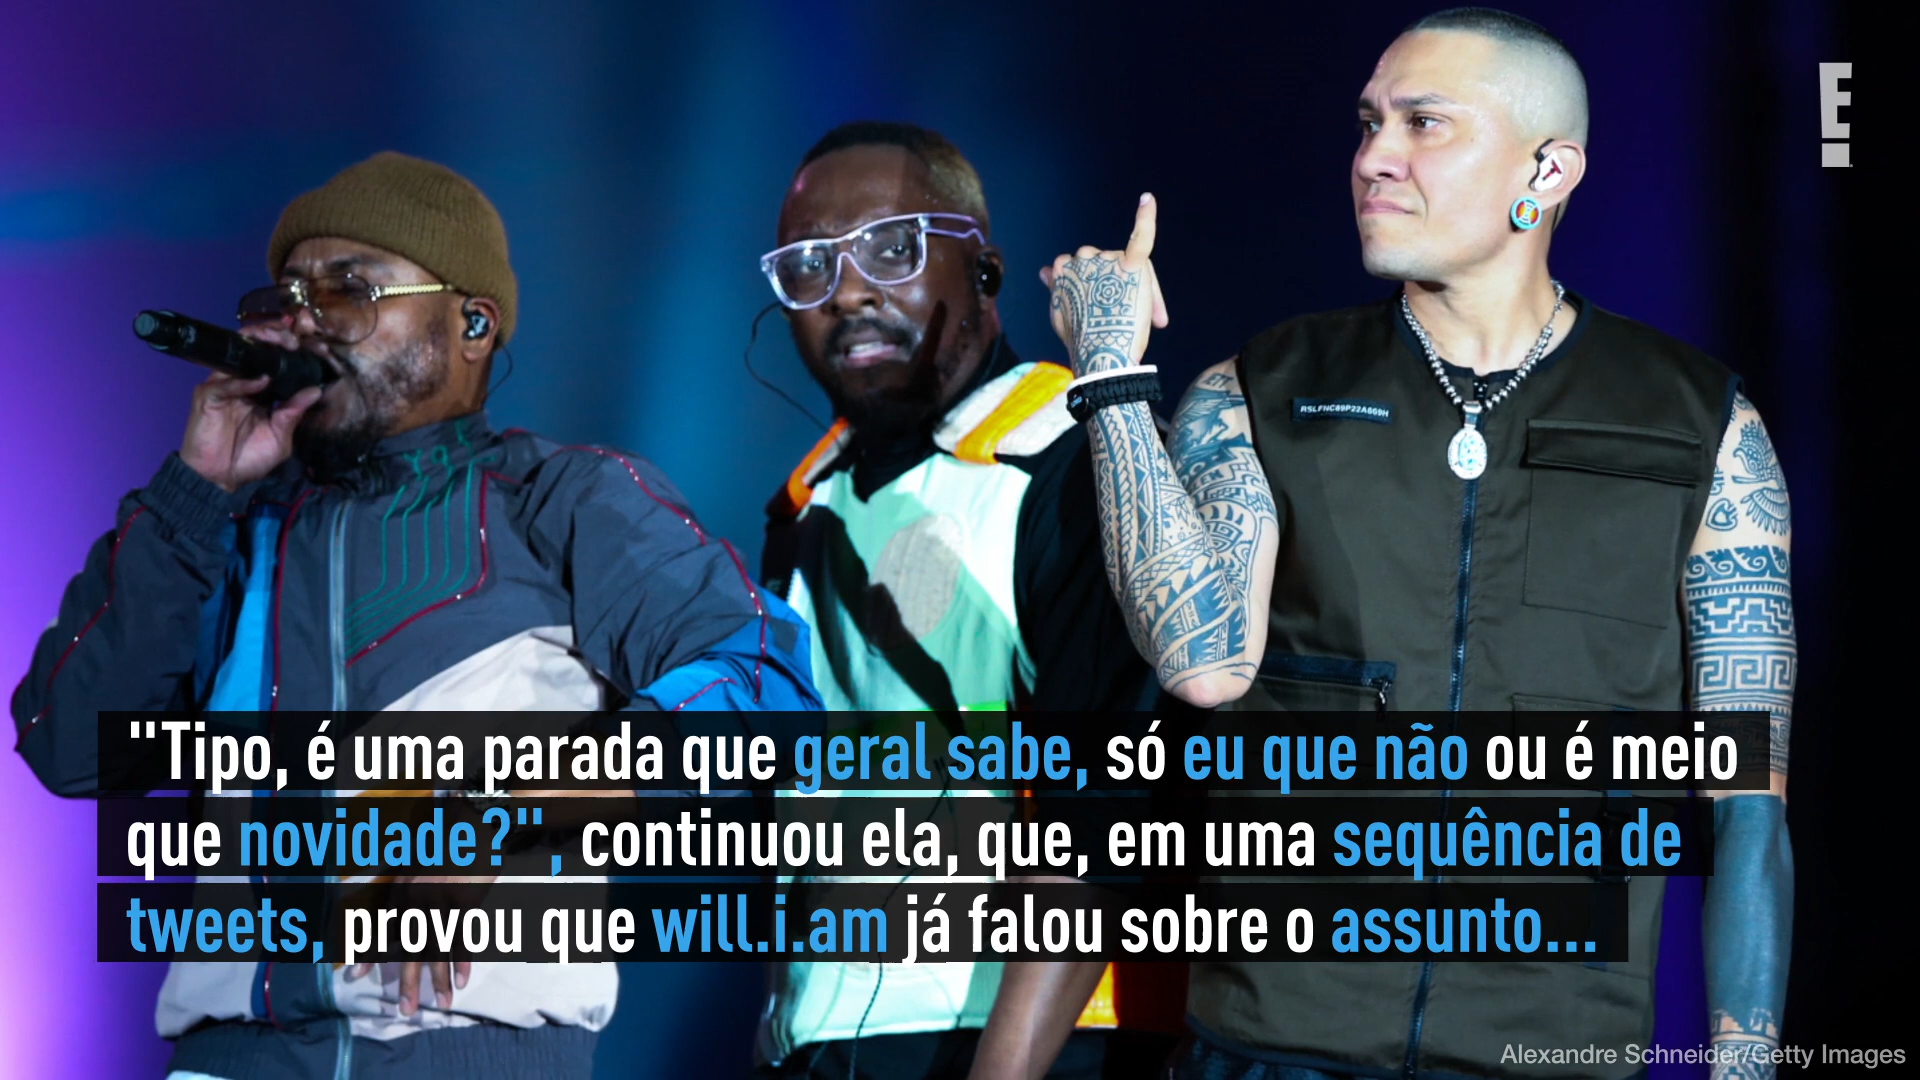 E!
RSLFNC89P22A669H
"Tipo, é uma parada que geral sabe, só eu que não ou é meio
que novidade?", continuou ela, que, em uma sequência de
tweets, provou que will.i.am já falou sobre o assunto...
Alexandre Schneider/Getty Images